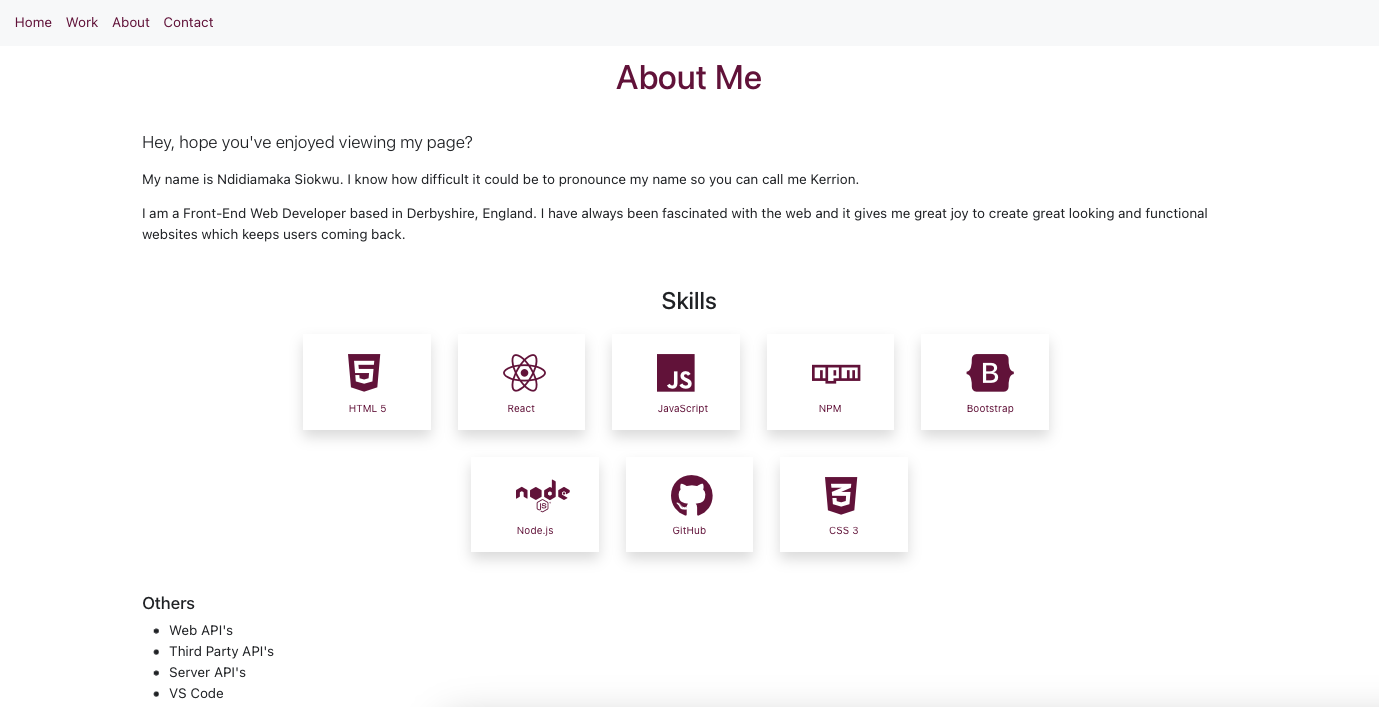 Home Work About Contact
About Me
Hey, hope you've enjoyed viewing my page?
My name is Ndidiamaka Siokwu. I know how difficult it could be to pronounce my name so you can call me Kerrion.
I am a Front-End Web Developer based in Derbyshire, England. I have always been fascinated with the web and it gives me great joy to create great looking and functional
websites which keeps users coming back.
Skills
5 JS npm B
HTML 5 React JavaScript NPM Bootstrap
node JS 3
Node.js GitHub CSS 3
Others
Web API's
Third Party API's
Server API's
VS Code